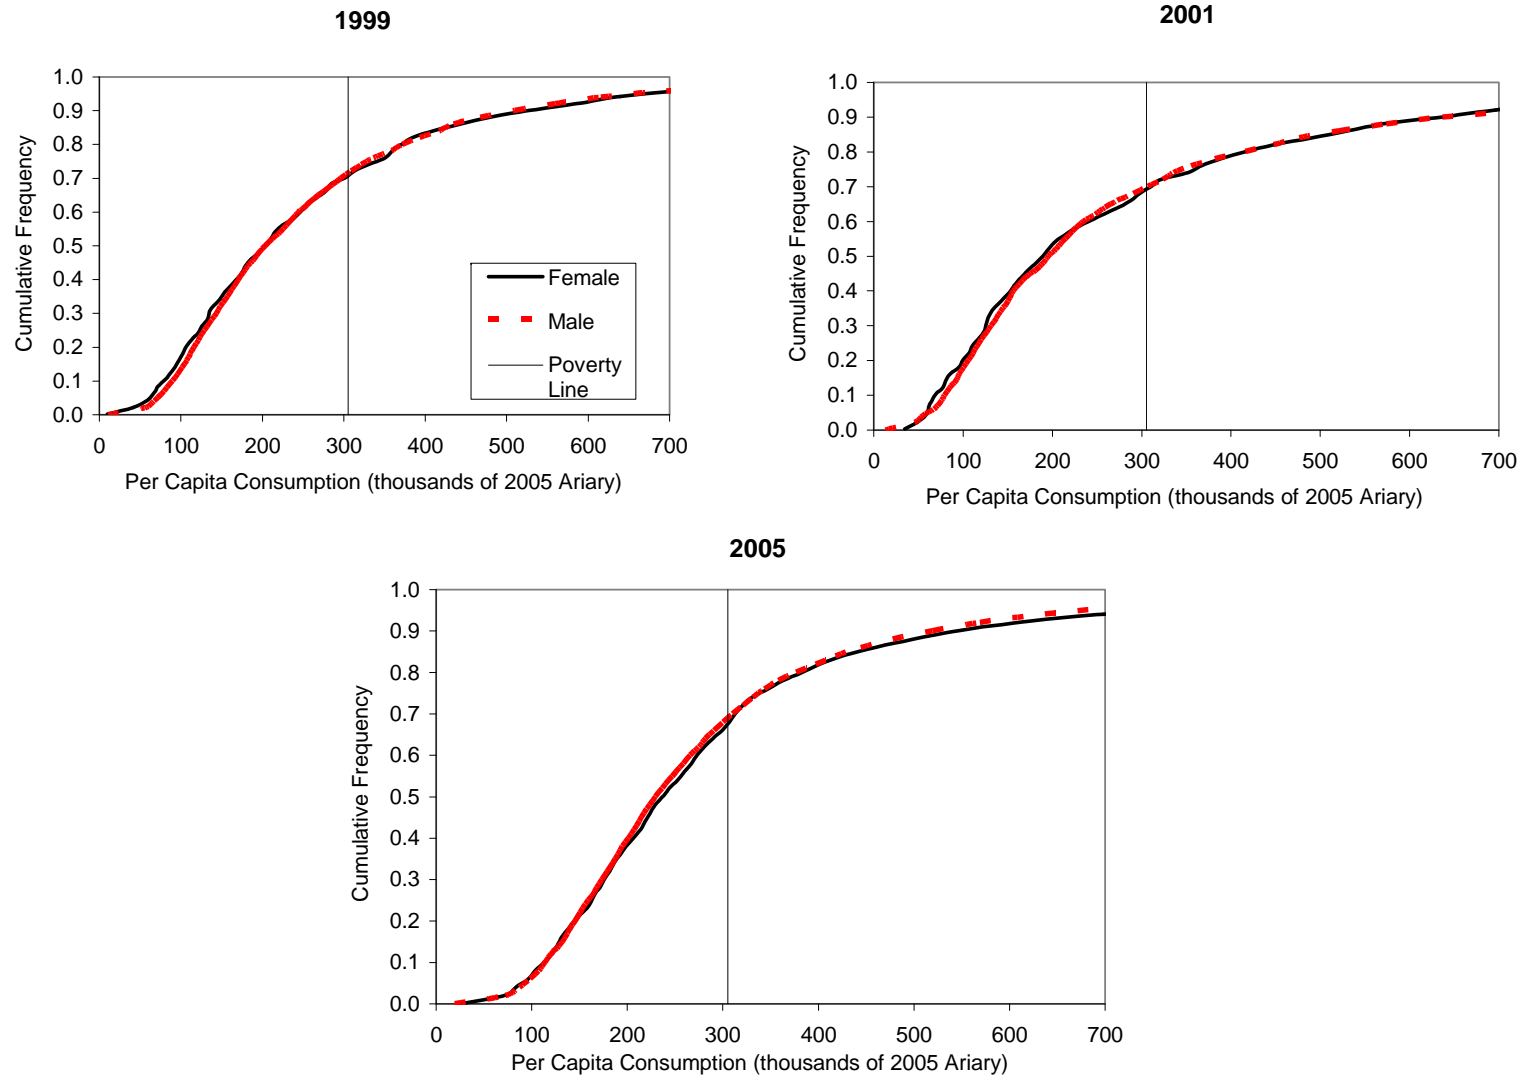 1999
1.0
0.9
0.8
0.7
0.6
0.5
0.4
0.3
0.2
0.1
0.0
Cumulative Frequency
Female
Male
Poverty
Line
0 100 200 300 400 500 600 700
Per Capita Consumption (thousands of 2005 Ariary)
2001
1.0
0.9
0.8
0.7
0.6
0.5
0.4
0.3
0.2
0.1
0.0
Cumulative Frequency
0 100 200 300 400 500 600 700
Per Capita Consumption (thousands of 2005 Ariary)
2005
1.0
0.9
0.8
0.7
0.6
0.5
0.4
0.3
0.2
0.1
0.0
Cumulative Frequency
0 100 200 300 400 500 600 700
Per Capita Consumption (thousands of 2005 Ariary)